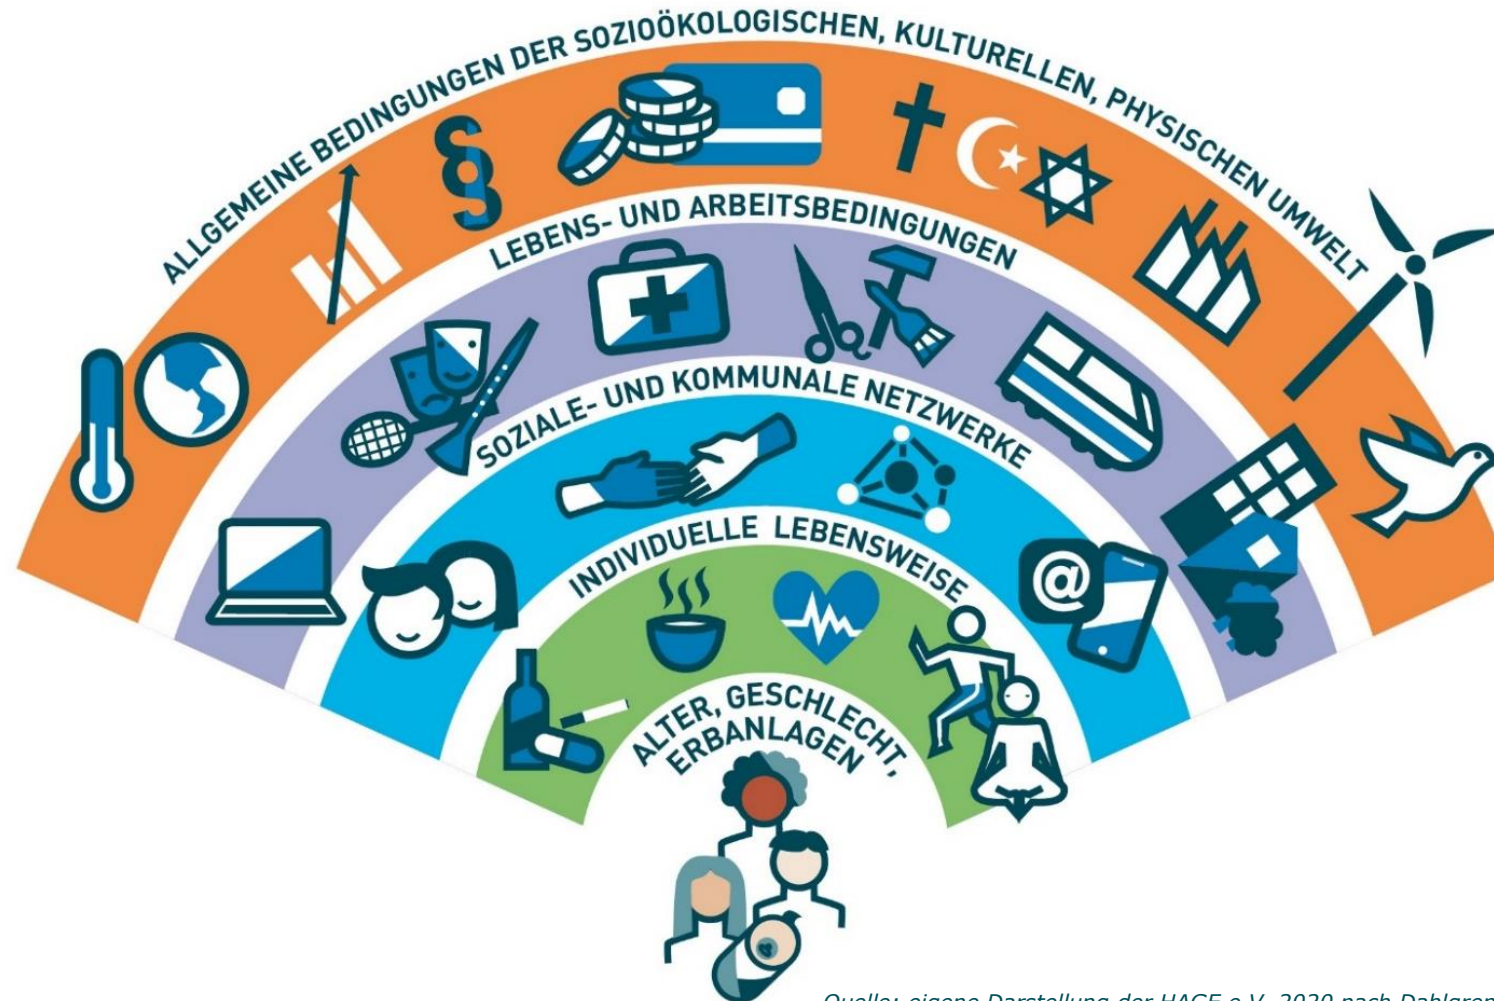 ALLGEMEINE BEDINGUNGEN DER SOZIOÖKOLOGISCHEN, KULTURELLEN, PHYSISCHEN UMWELT
§
LEBENS- UND ARBEITSBEDINGUNGEN
SOZIALE- UND KOMMUNALE NETZWERKE
@
INDIVIDUELLE LEBENSWEISE
ALTER, GESCHLECHT,
ERBANLAGEN
Quelle: eigene Darstellung der HAGE e.V. 2020 nach Dahlgren